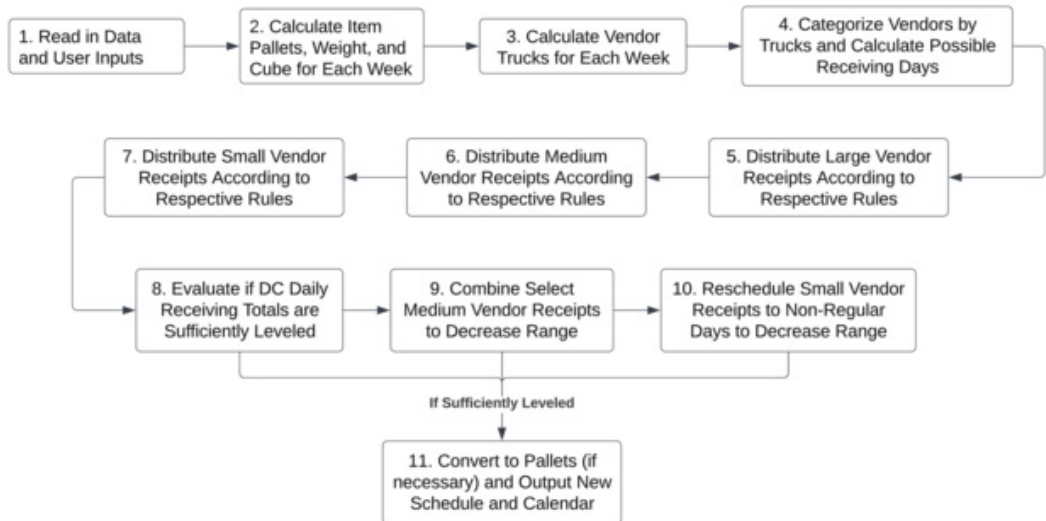 1. Read in Data
and User Inputs
2. Calculate Item
Pallets, Weight, and
Cube for Each Week
3. Calculate Vendor
Trucks for Each Week
4. Categorize Vendors by
Trucks and Calculate Possible
Receiving Days
5. Distribute Large Vendor
Receipts According to
Respective Rules
6. Distribute Medium
Vendor Receipts According
to Respective Rules
7. Distribute Small Vendor
Receipts According to
Respective Rules
8. Evaluate if DC Daily
Receiving Totals are
Sufficiently Leveled
9. Combine Select
Medium Vendor Receipts
to Decrease Range
10. Reschedule Small Vendor
Receipts to Non-Regular
Days to Decrease Range
If Sufficiently Leveled
11. Convert to Pallets (if
necessary) and Output New
Schedule and Calendar